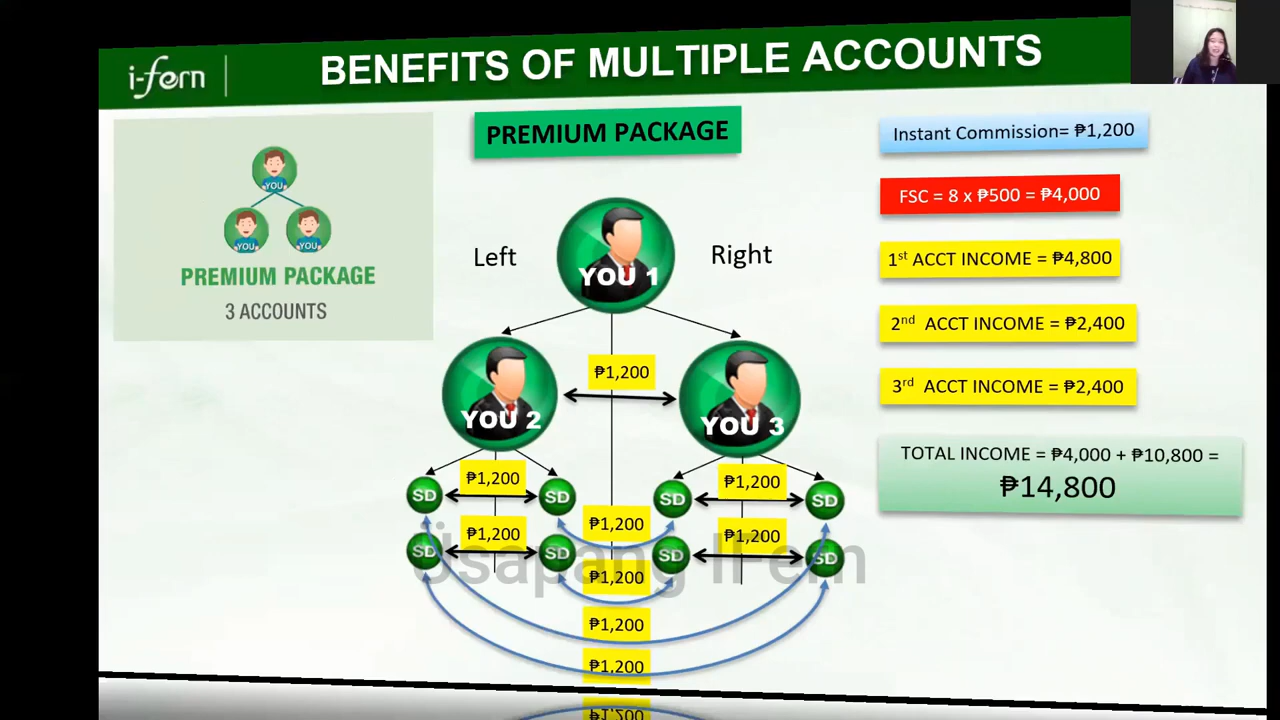 i-fern
BENEFITS OF MULTIPLE ACCOUNTS
YOU
YOU
YOU
PREMIUM PACKAGE
3 ACCOUNTS
PREMIUM PACKAGE
Left
Right
YOU 1
₱1,200
YOU 2
YOU 3
₱1,200
₱1,200
SD
SD
SD
SD
₱1,200
₱1,200
₱1,200
SD
SD
SD
SD
₱1,200
₱1,200
₱1,200
Usapang IFern
Instant Commission= ₱1,200
FSC = 8 x ₱500 = ₱4,000
1st ACCT INCOME = ₱4,800
2nd ACCT INCOME = ₱2,400
3rd ACCT INCOME = ₱2,400
TOTAL INCOME = ₱4,000 + ₱10,800 =
₱14,800